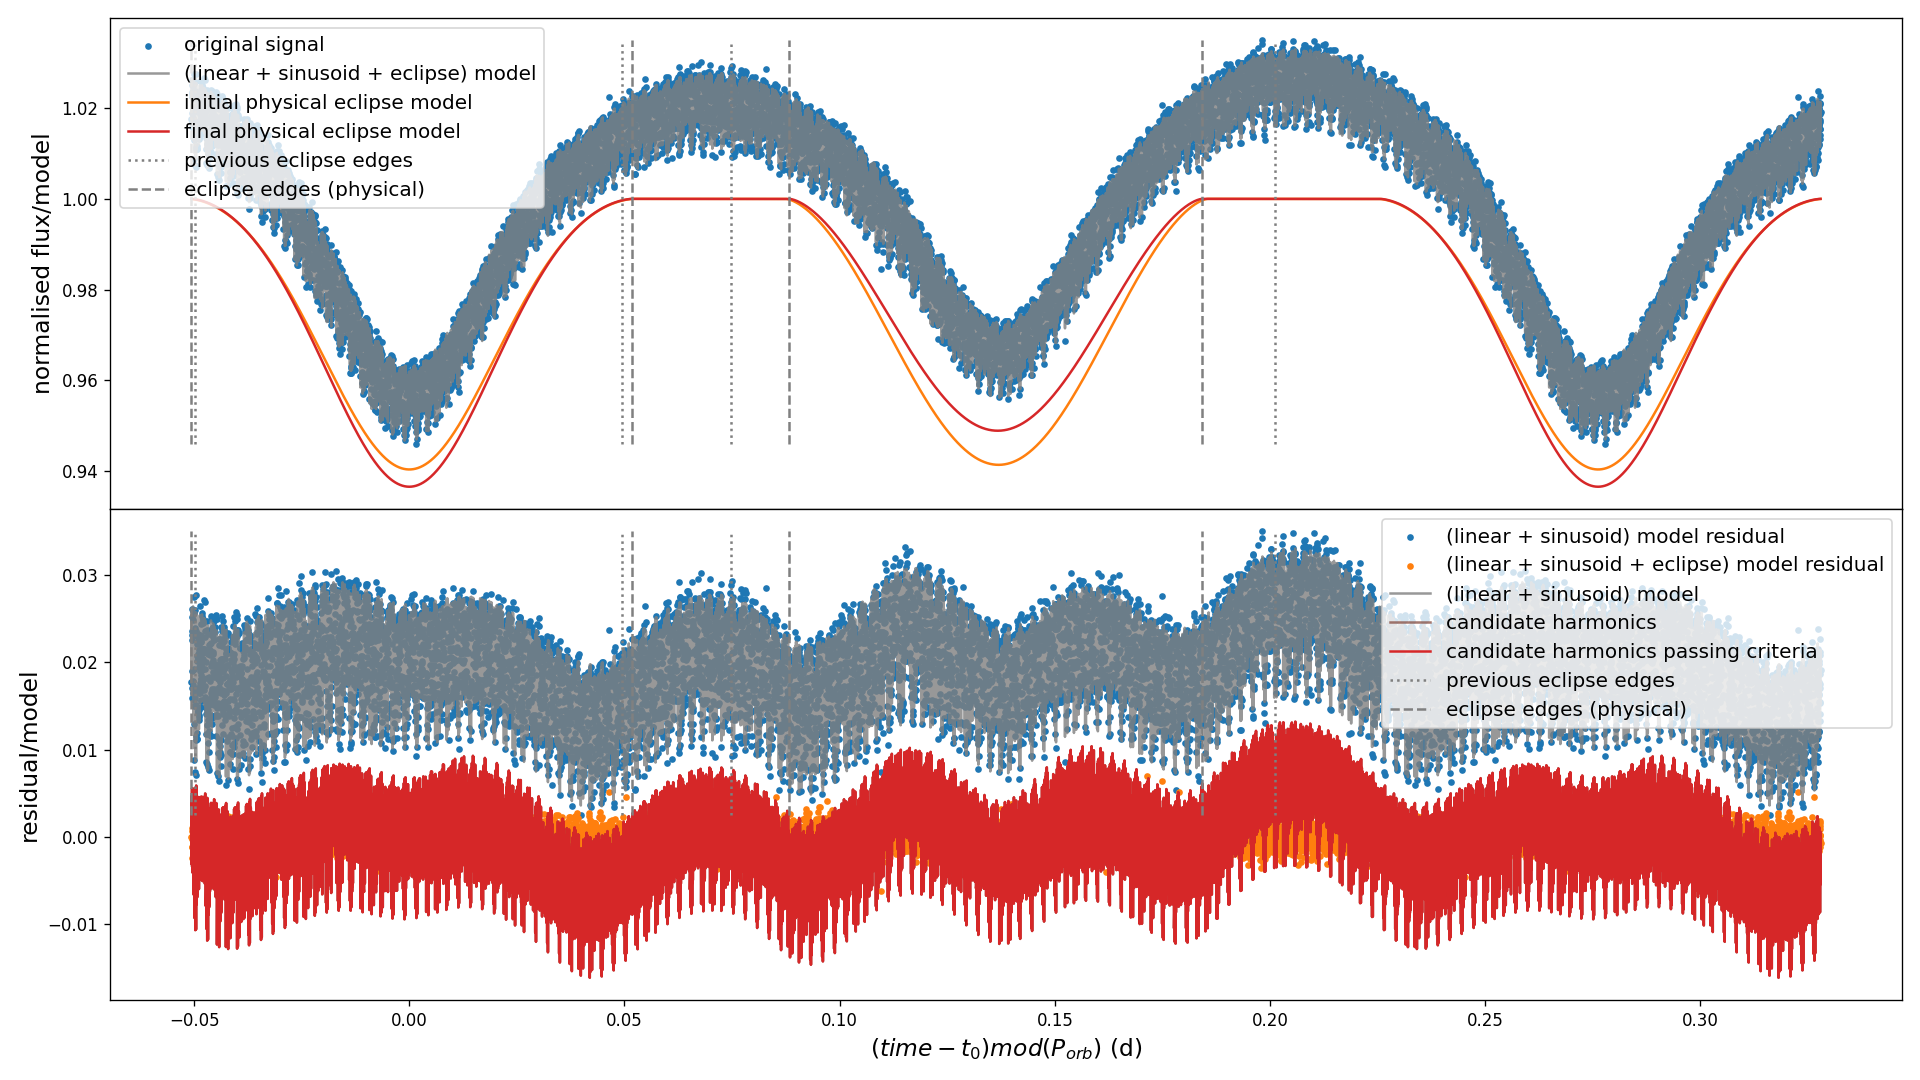 original signal
(linear + sinusoid + eclipse) model
initial physical eclipse model
final physical eclipse model
previous eclipse edges
eclipse edges (physical)
normalised flux/model
1.02
1.00
0.98
0.96
0.94
(linear + sinusoid) model residual
(linear + sinusoid + eclipse) model residual
(linear + sinusoid) model
candidate harmonics
candidate harmonics passing criteria
previous eclipse edges
eclipse edges (physical)
residual/model
0.03
0.02
0.01
0.00
−0.01
−0.05 0.00 0.05 0.10 0.15 0.20 0.25 0.30
(time − t₀)mod(Pₒᵣb) (d)